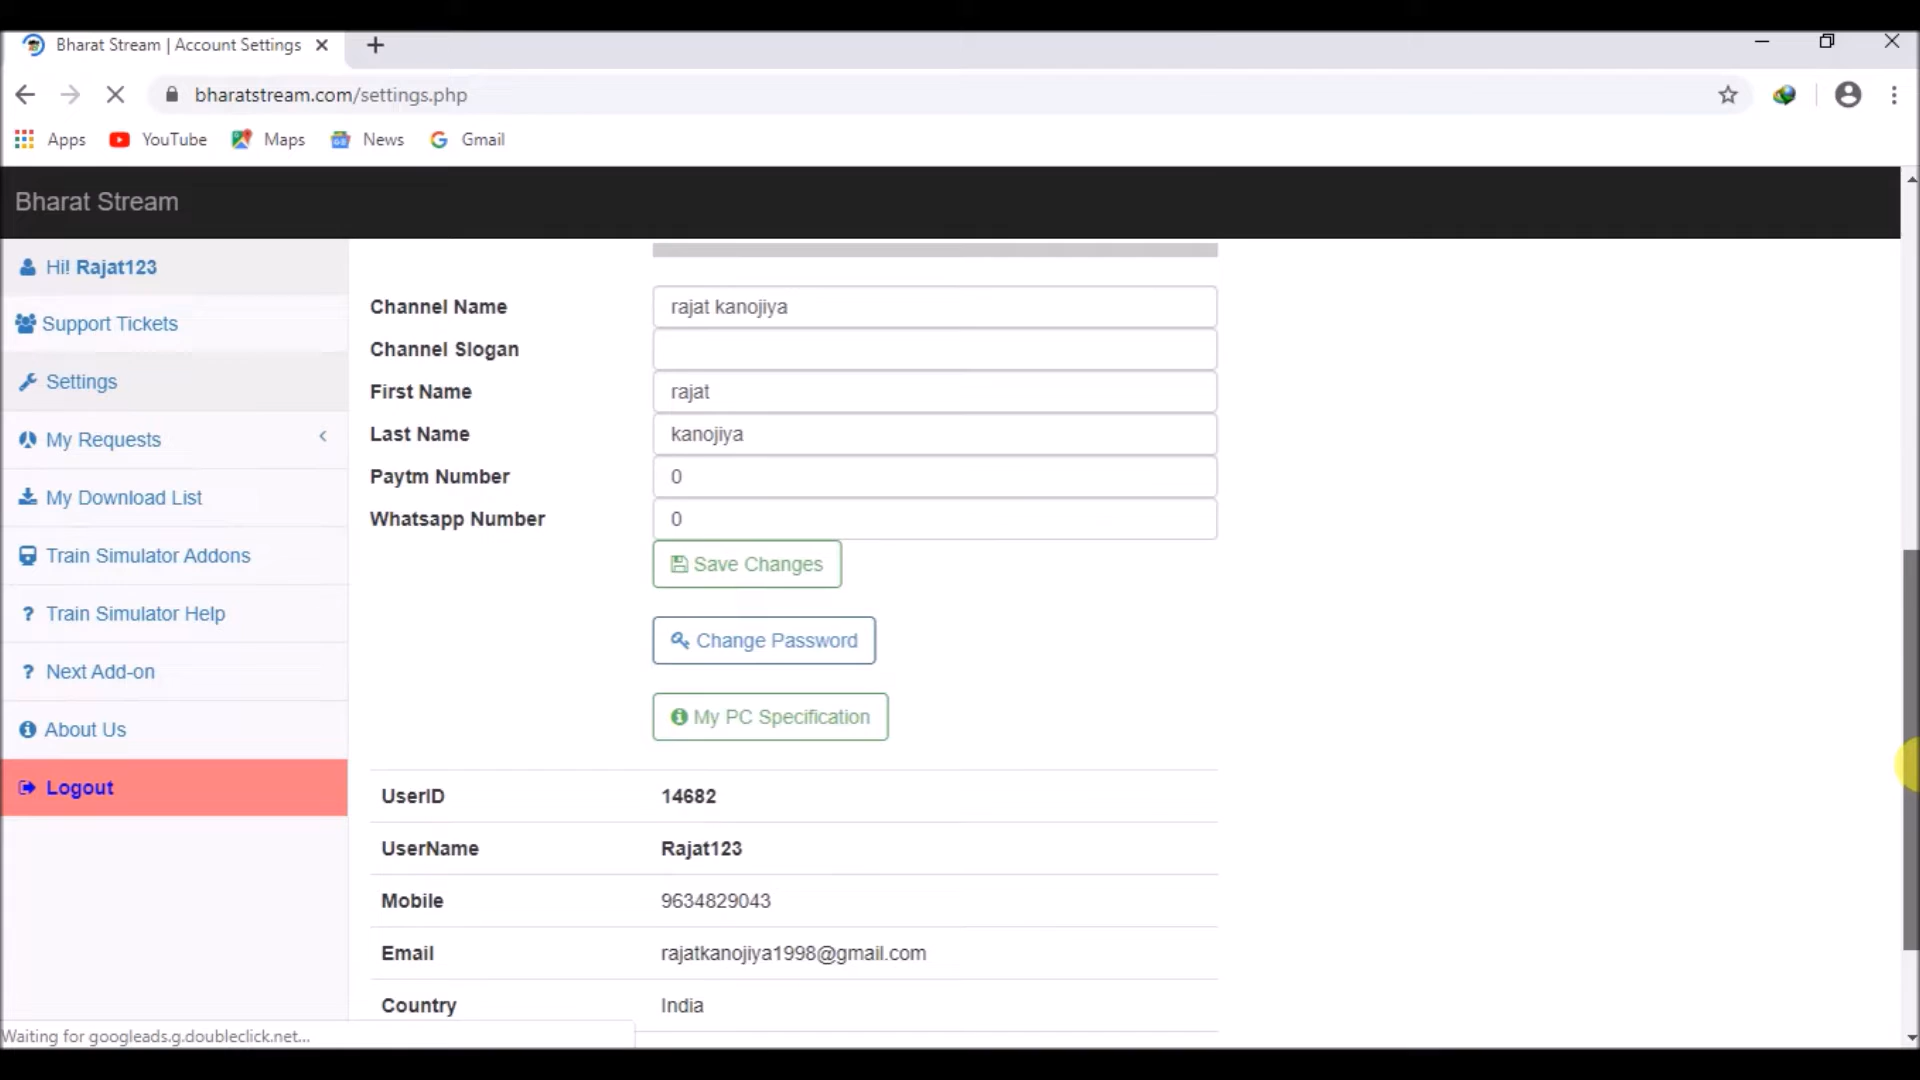 Bharat Stream | Account Settings
bharatstream.com/settings.php
Apps YouTube Maps News Gmail
Bharat Stream
Hi! Rajat123
Support Tickets
Settings
My Requests
My Download List
Train Simulator Addons
Train Simulator Help
Next Add-on
About Us
Logout
Channel Name rajat kanojiya
Channel Slogan
First Name rajat
Last Name kanojiya
Paytm Number 0
Whatsapp Number 0
Save Changes
Change Password
My PC Specification
UserID 14682
UserName Rajat123
Mobile 9634829043
Email rajatkanojiya1998@gmail.com
Country India
Waiting for googleads.g.doubleclick.net...